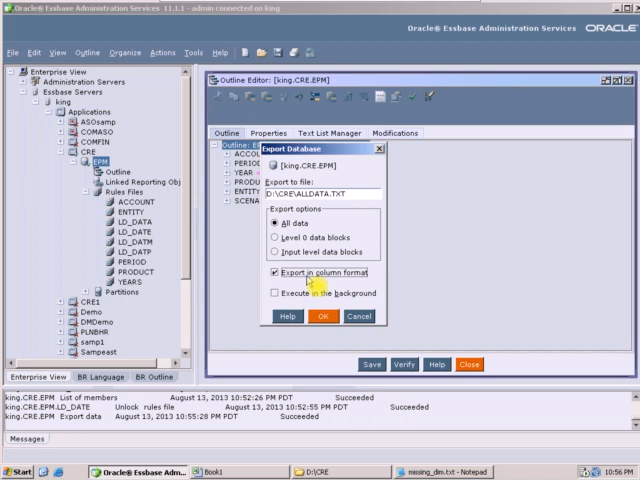 Oracle® Essbase Administration Services 11.1.1 - admin connected on king
Oracle® Essbase Administration Services ORACLE
File Edit View Outline Organize Actions Tools Help
Enterprise View
Administration Servers
Essbase Servers
king
Applications
ASOsamp
COMASO
COMFIN
CRE
EPM
Outline
Linked Reporting Obj
Rules Files
ACCOUNT
ENTITY
LD_DATA
LD_DATE
LD_DATM
LD_DATP
PERIOD
PRODUCT
YEARS
Partitions
CRE1
Demo
DMDemo
PLNBHR
samp1
Sampeast
Enterprise View BR Language BR Outline
Outline Editor: [king.CRE.EPM]
Outline Properties Text List Manager Modifications
Outline: E
ACCOU
PERIO
YEAR
PRODU
ENTITY
SCENA
Export Database
[king.CRE.EPM]
Export to file:
D:\CRE\ALLDATA.TXT
Export options
All data
Level 0 data blocks
Input level data blocks
Export in column format
Execute in the background
Help OK Cancel
Save Verify Help Close
king.CRE.EPM List of members August 13, 2013 10:52:26 PM PDT Succeeded
king.CRE.EPM.LD_DATE Unlock rules file August 13, 2013 10:52:55 PM PDT Succeeded
king.CRE.EPM Export data August 13, 2013 10:55:28 PM PDT Succeeded
Messages
Start Oracle® Essbase Adm... Book1 D:\CRE missing_dim.txt - Notepad 10:56 PM